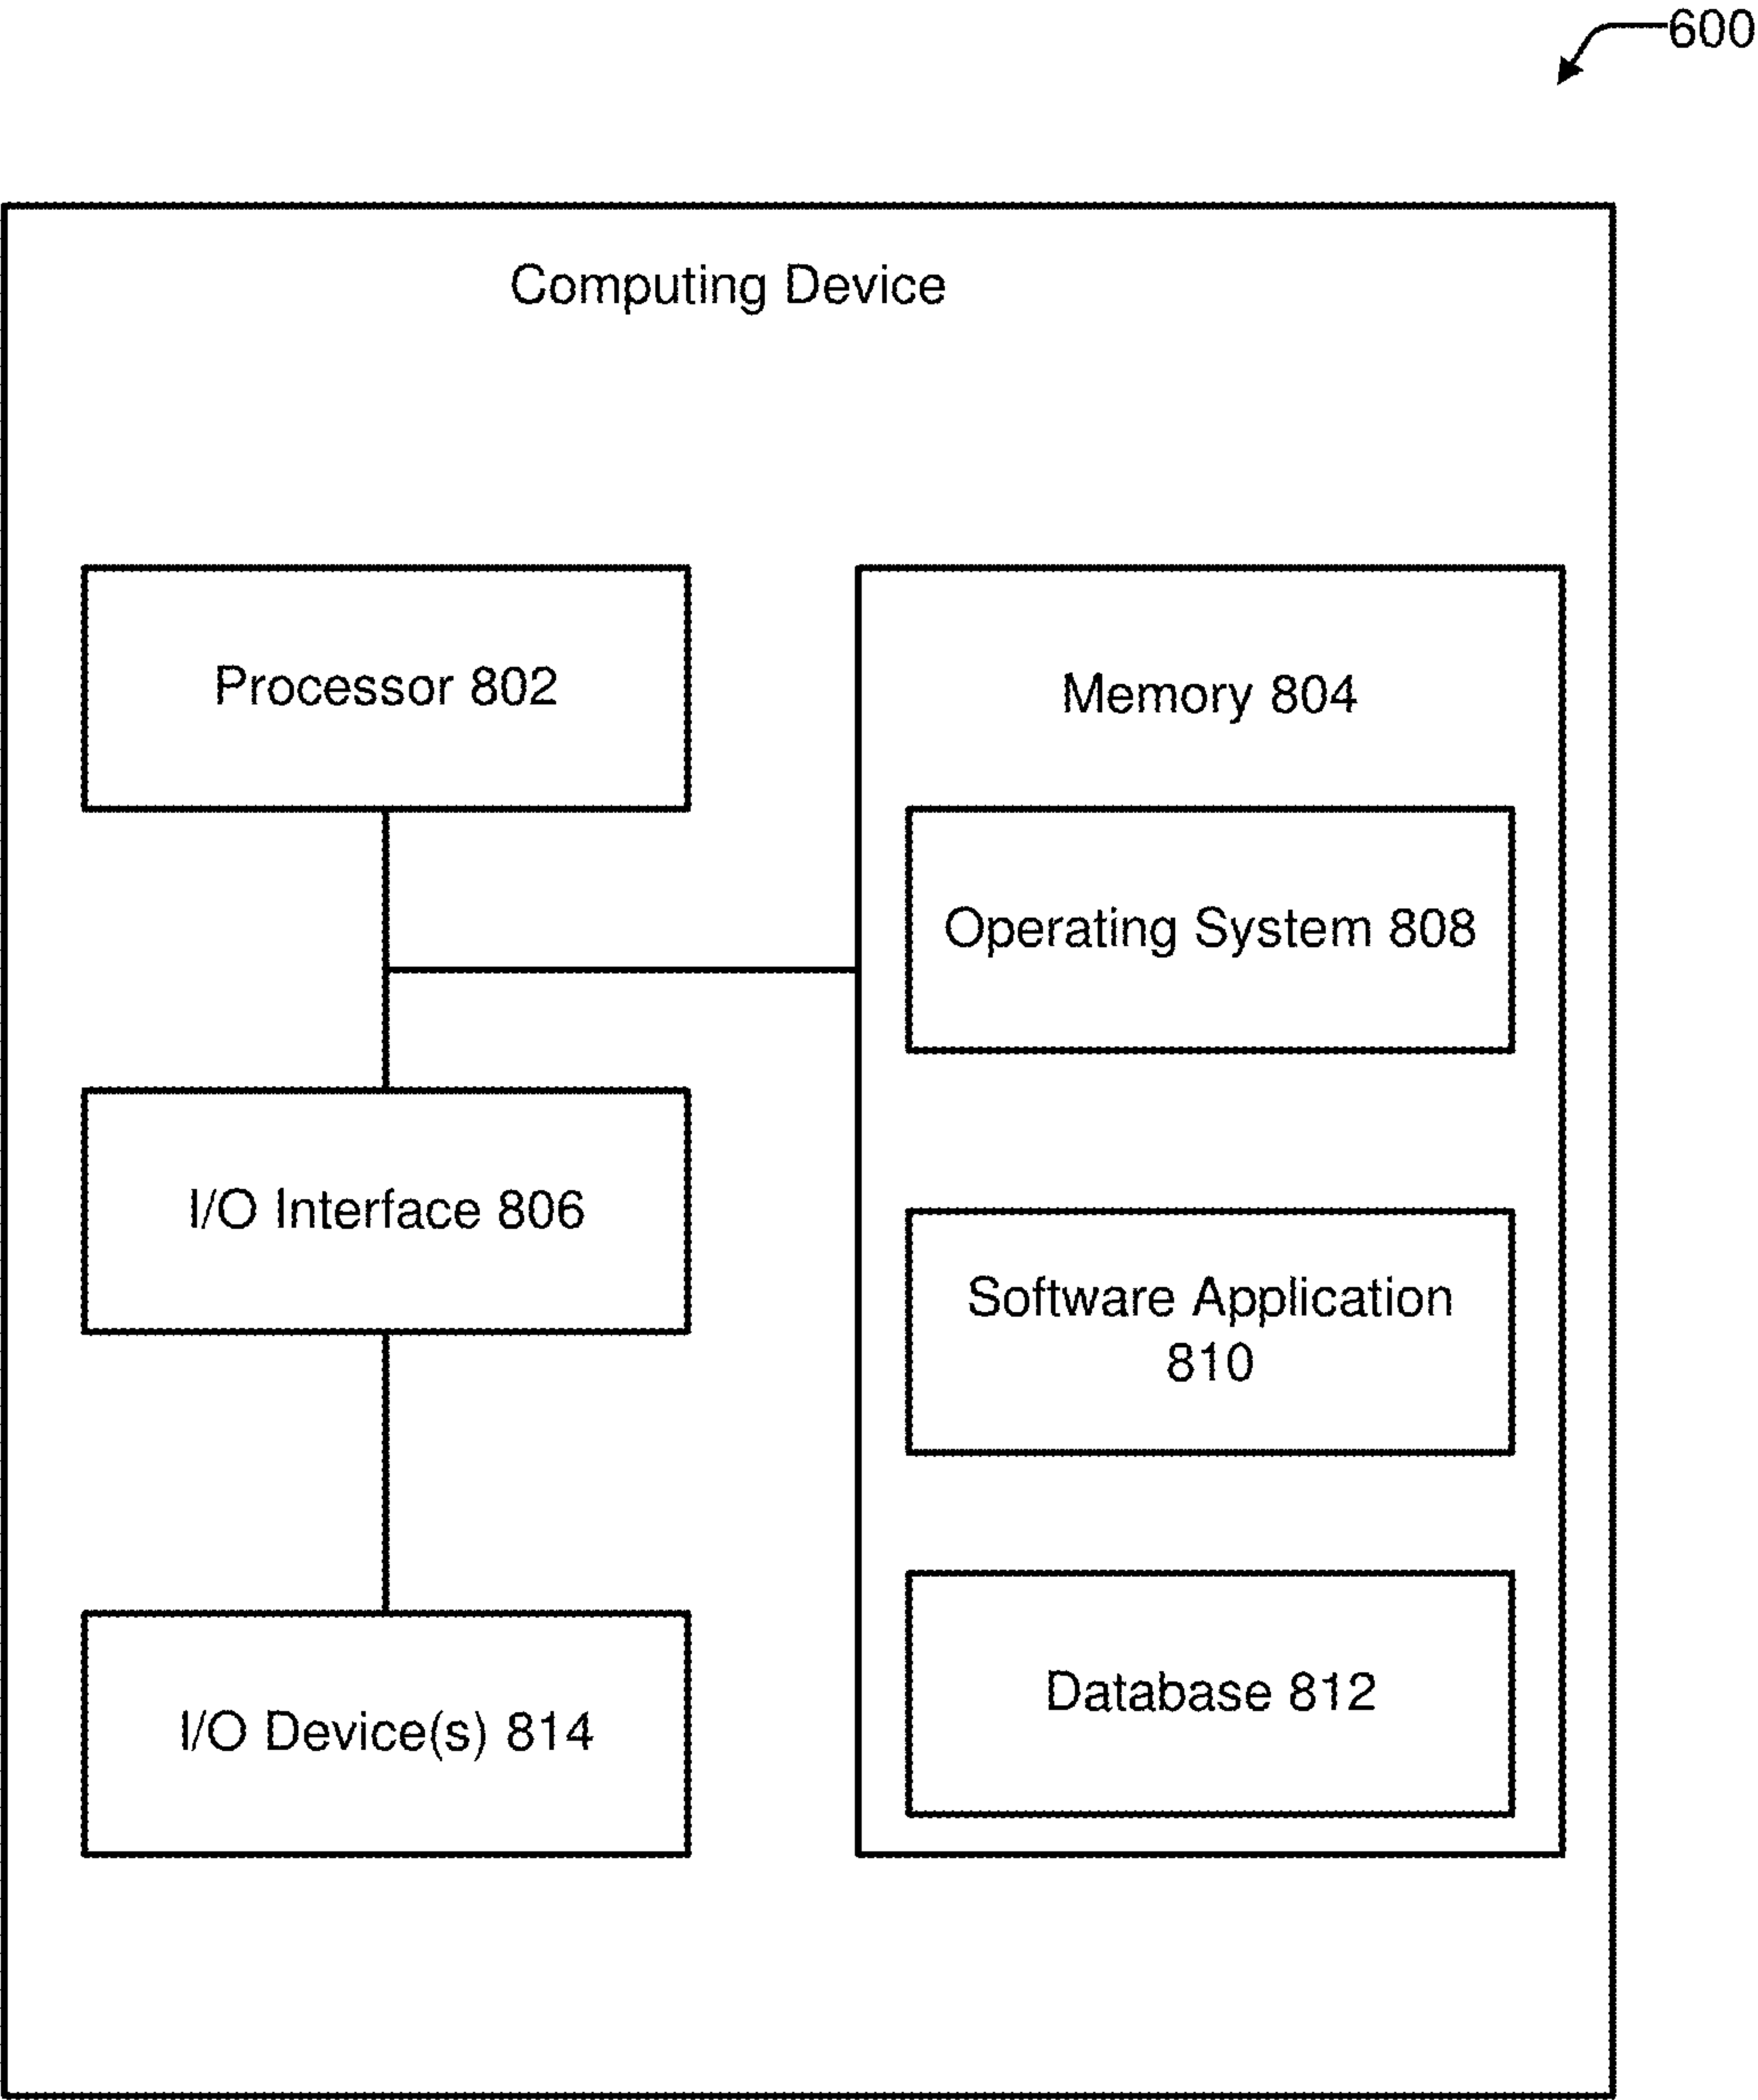 600
Computing Device
Processor 802
Memory 804
Operating System 808
I/O Interface 806
Software Application
810
Database 812
I/O Device(s) 814